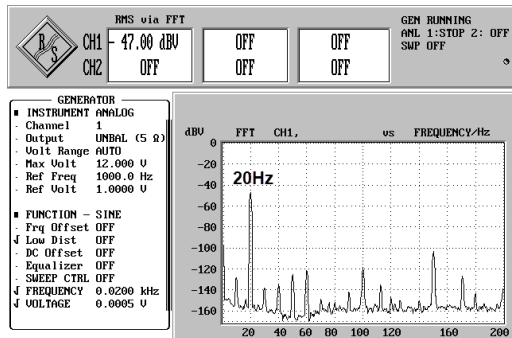 RMS via FFT
CH1 - 47.00 dBV OFF OFF
CH2 OFF OFF OFF
GEN RUNNING
ANL 1:STOP 2: OFF
SWP OFF
R S
GENERATOR
INSTRUMENT ANALOG
Channel 1
Output UNBAL (5 Ω)
Volt Range AUTO
Max Volt 12.000 V
Ref Freq 1000.0 Hz
Ref Volt 1.0000 V
FUNCTION - SINE
Frq Offset OFF
Low Dist OFF
DC Offset OFF
Equalizer OFF
SWEEP CTRL OFF
FREQUENCY 0.0200 kHz
VOLTAGE 0.0005 V
dBV FFT CH1, vs FREQUENCY/Hz
0
-20
-40
20Hz
-60
-80
-100
-120
-140
-160
20 40 60 80 100 120 160 200